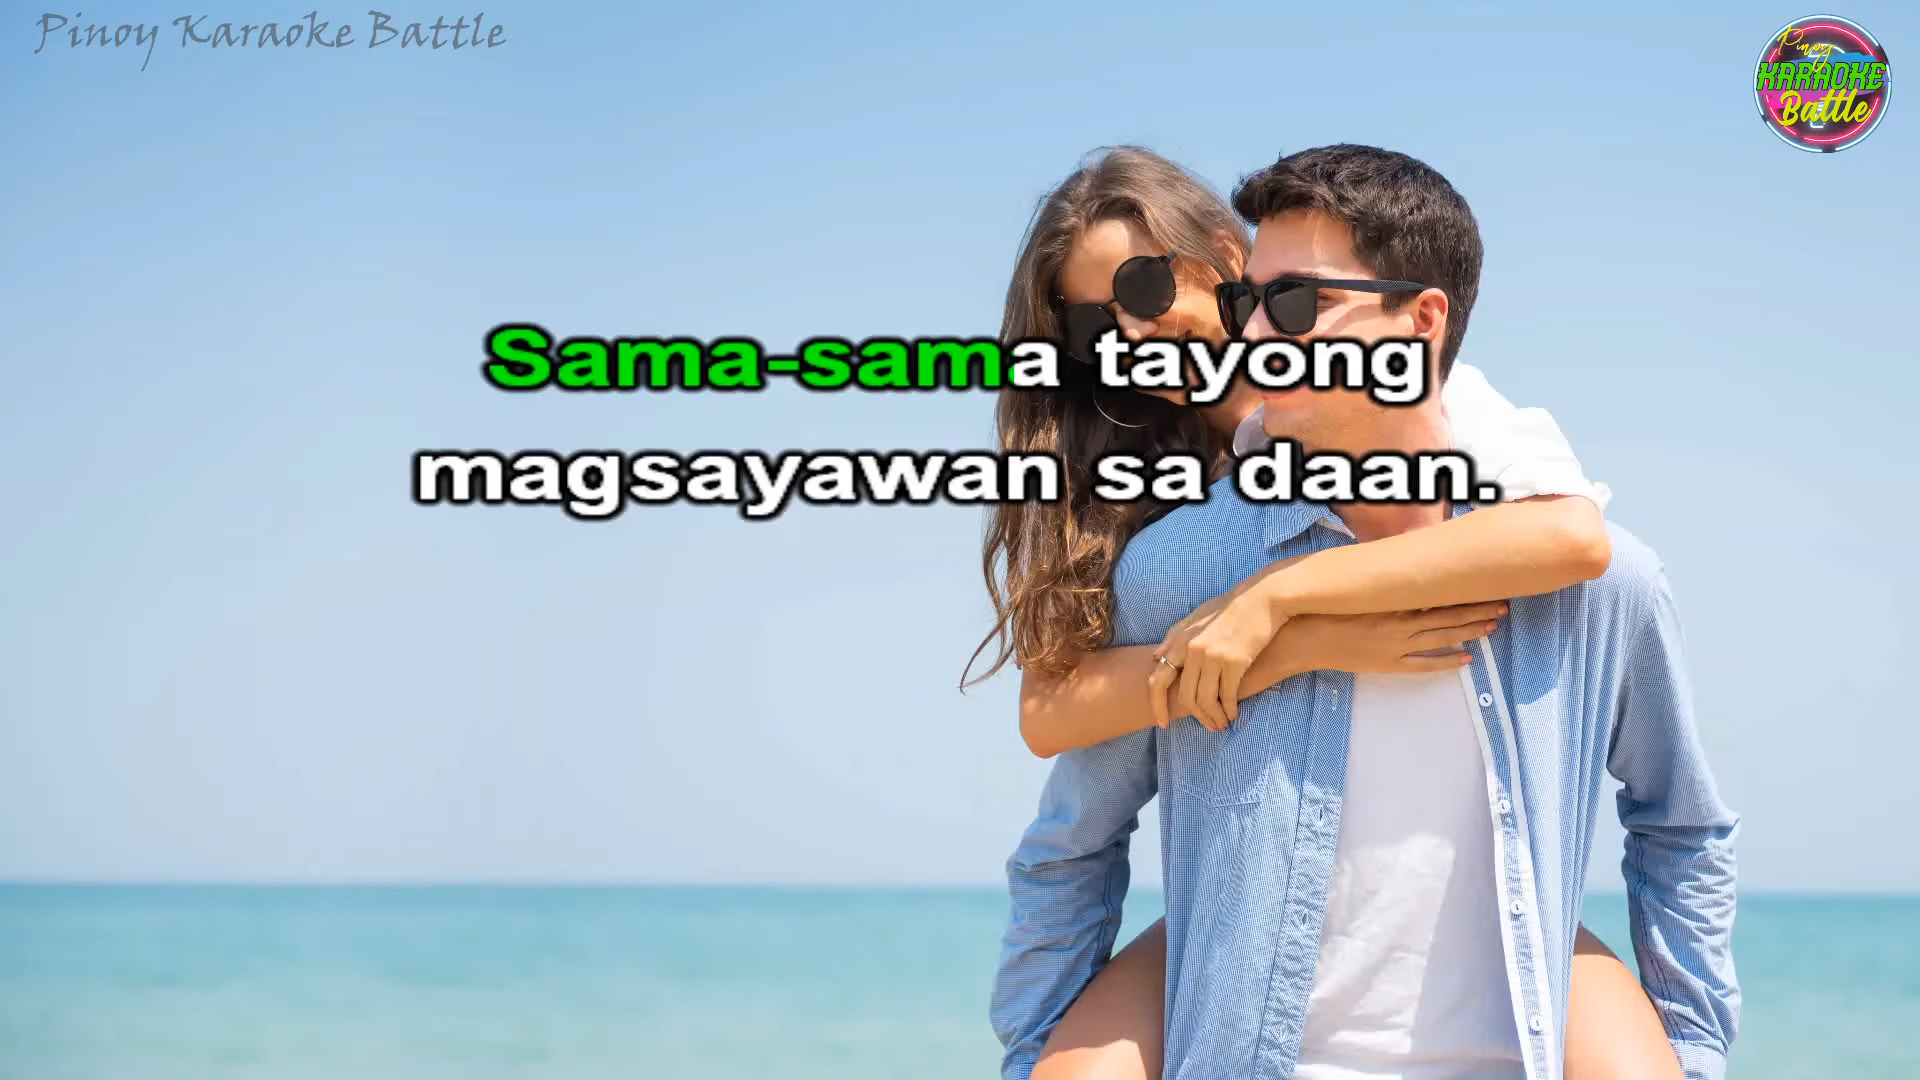 Pinoy Karaoke Battle
Pinoy
KARAOKE
Battle
Sama-sama tayong
magsayawan sa daan.